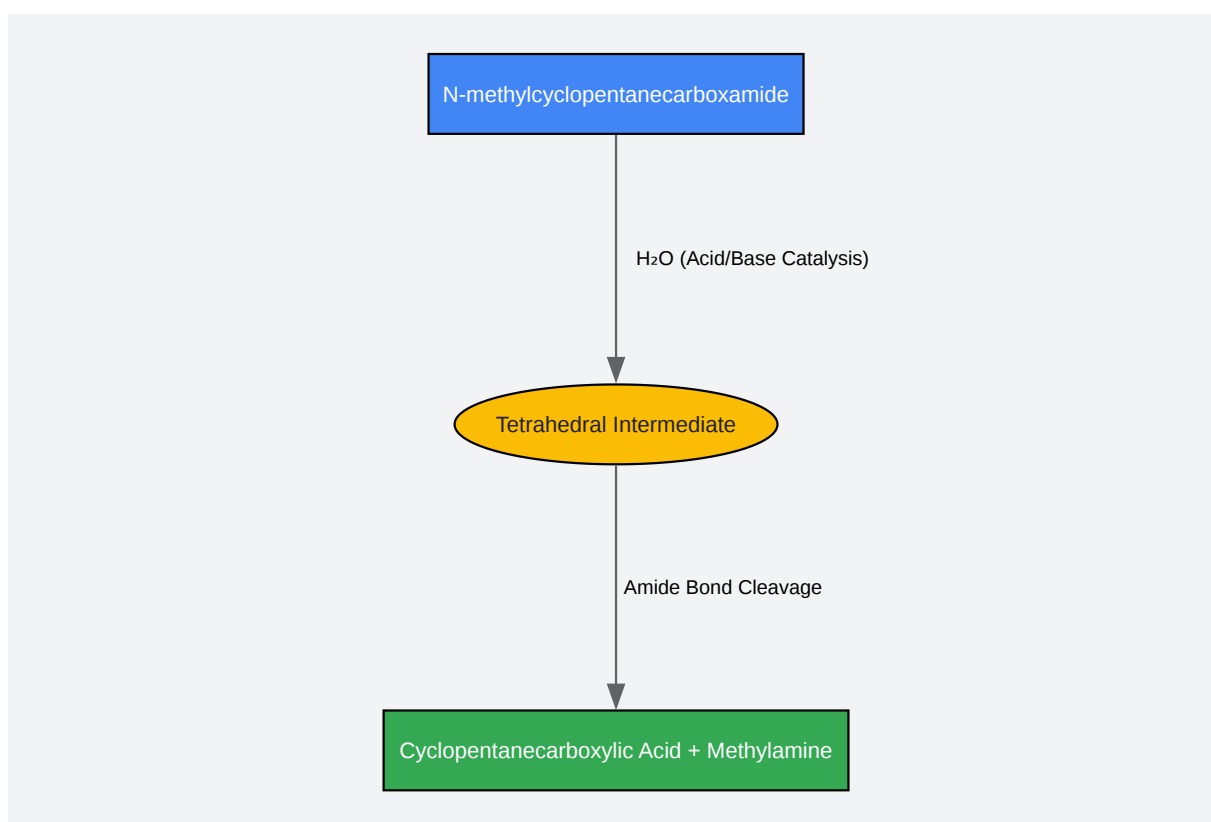 N-methylcyclopentanecarboxamide
H₂O (Acid/Base Catalysis)
Tetrahedral Intermediate
Amide Bond Cleavage
Cyclopentanecarboxylic Acid + Methylamine